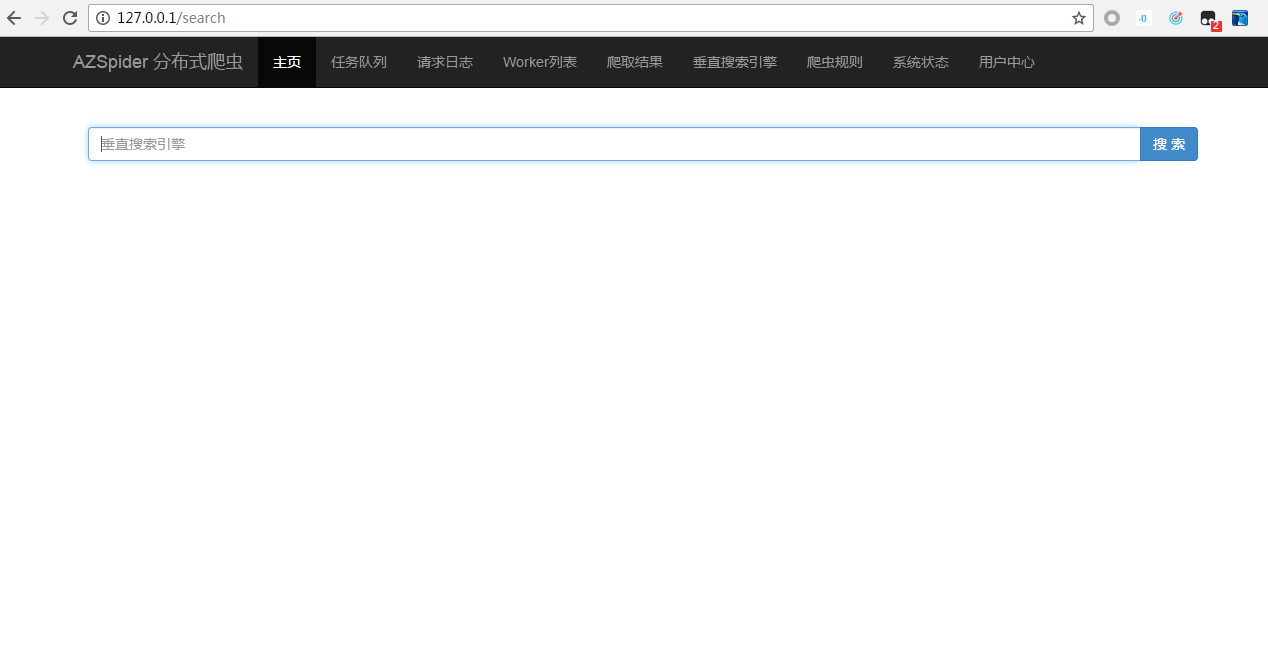 127.0.0.1/search
2
AZSpider 分布式爬虫 主页 任务队列 请求日志 Worker列表 爬取结果 垂直搜索引擎 爬虫规则 系统状态 用户中心
垂直搜索引擎 搜 索